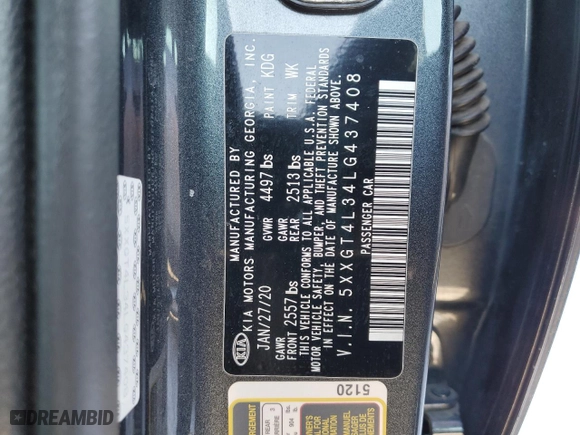 KIA
MANUFACTURED BY
KIA MOTORS MANUFACTURING GEORGIA, INC.
JAN/27/20 GVWR 4497 lbs PAINT KDG
GAWR FRONT 2557 lbs GAWR REAR 2513 lbs TRIM WK
THIS VEHICLE CONFORMS TO ALL APPLICABLE U.S.A. FEDERAL
MOTOR VEHICLE SAFETY, BUMPER, AND THEFT PREVENTION STANDARDS
IN EFFECT ON THE DATE OF MANUFACTURE SHOWN ABOVE.
V.I.N. 5XXGT4L34LG437408
PASSENGER CAR
5120
DREAMBID